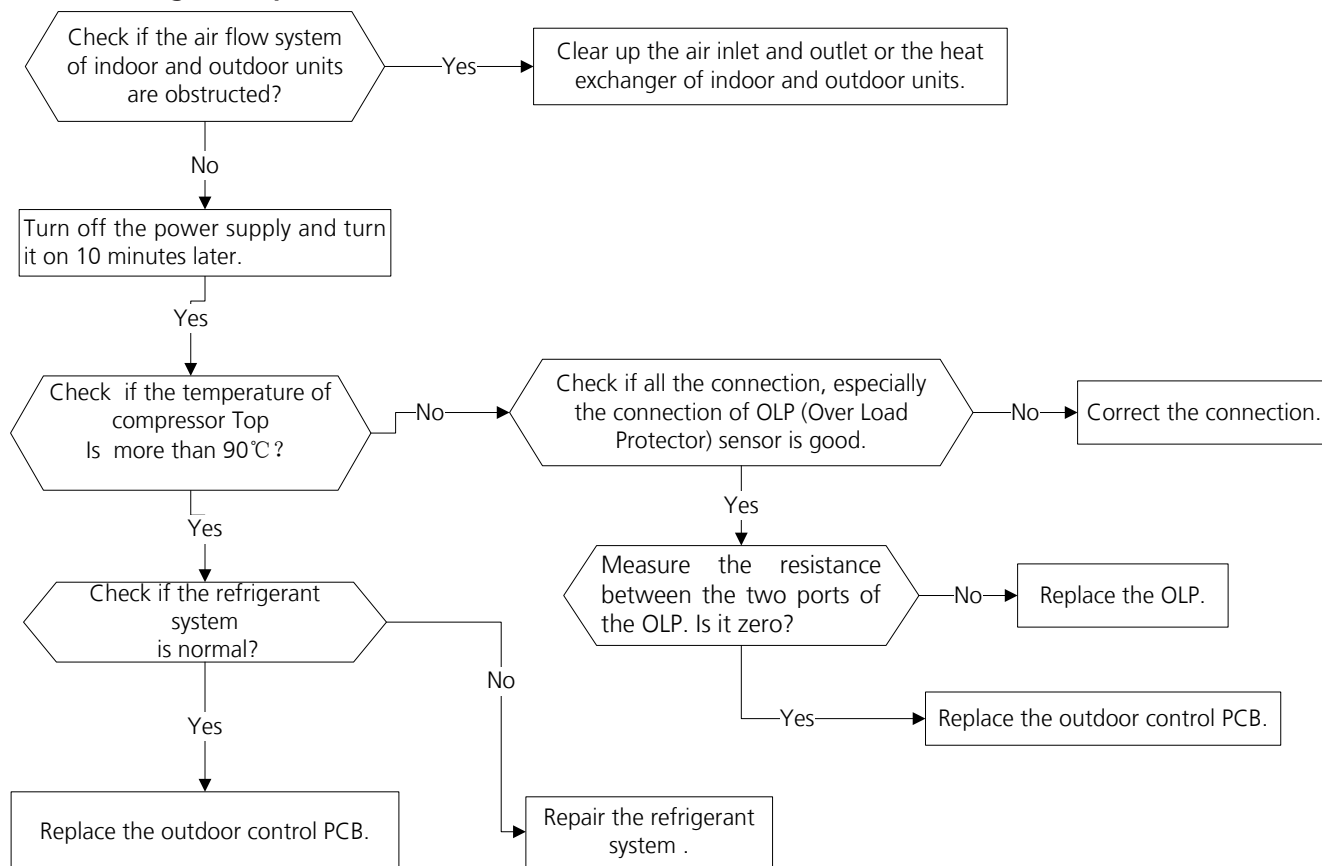 Check if the air flow system
of indoor and outdoor units
are obstructed?
Yes
Clear up the air inlet and outlet or the heat
exchanger of indoor and outdoor units.
No
Turn off the power supply and turn
it on 10 minutes later.
Yes
Check if the temperature of
compressor Top
Is more than 90℃?
No
Check if all the connection, especially
the connection of OLP (Over Load
Protector) sensor is good.
No
Correct the connection.
Yes
Yes
Measure the resistance
between the two ports of
the OLP. Is it zero?
No
Replace the OLP.
Check if the refrigerant
system
is normal?
No
Yes
Yes
Replace the outdoor control PCB.
Replace the outdoor control PCB.
Repair the refrigerant
system .